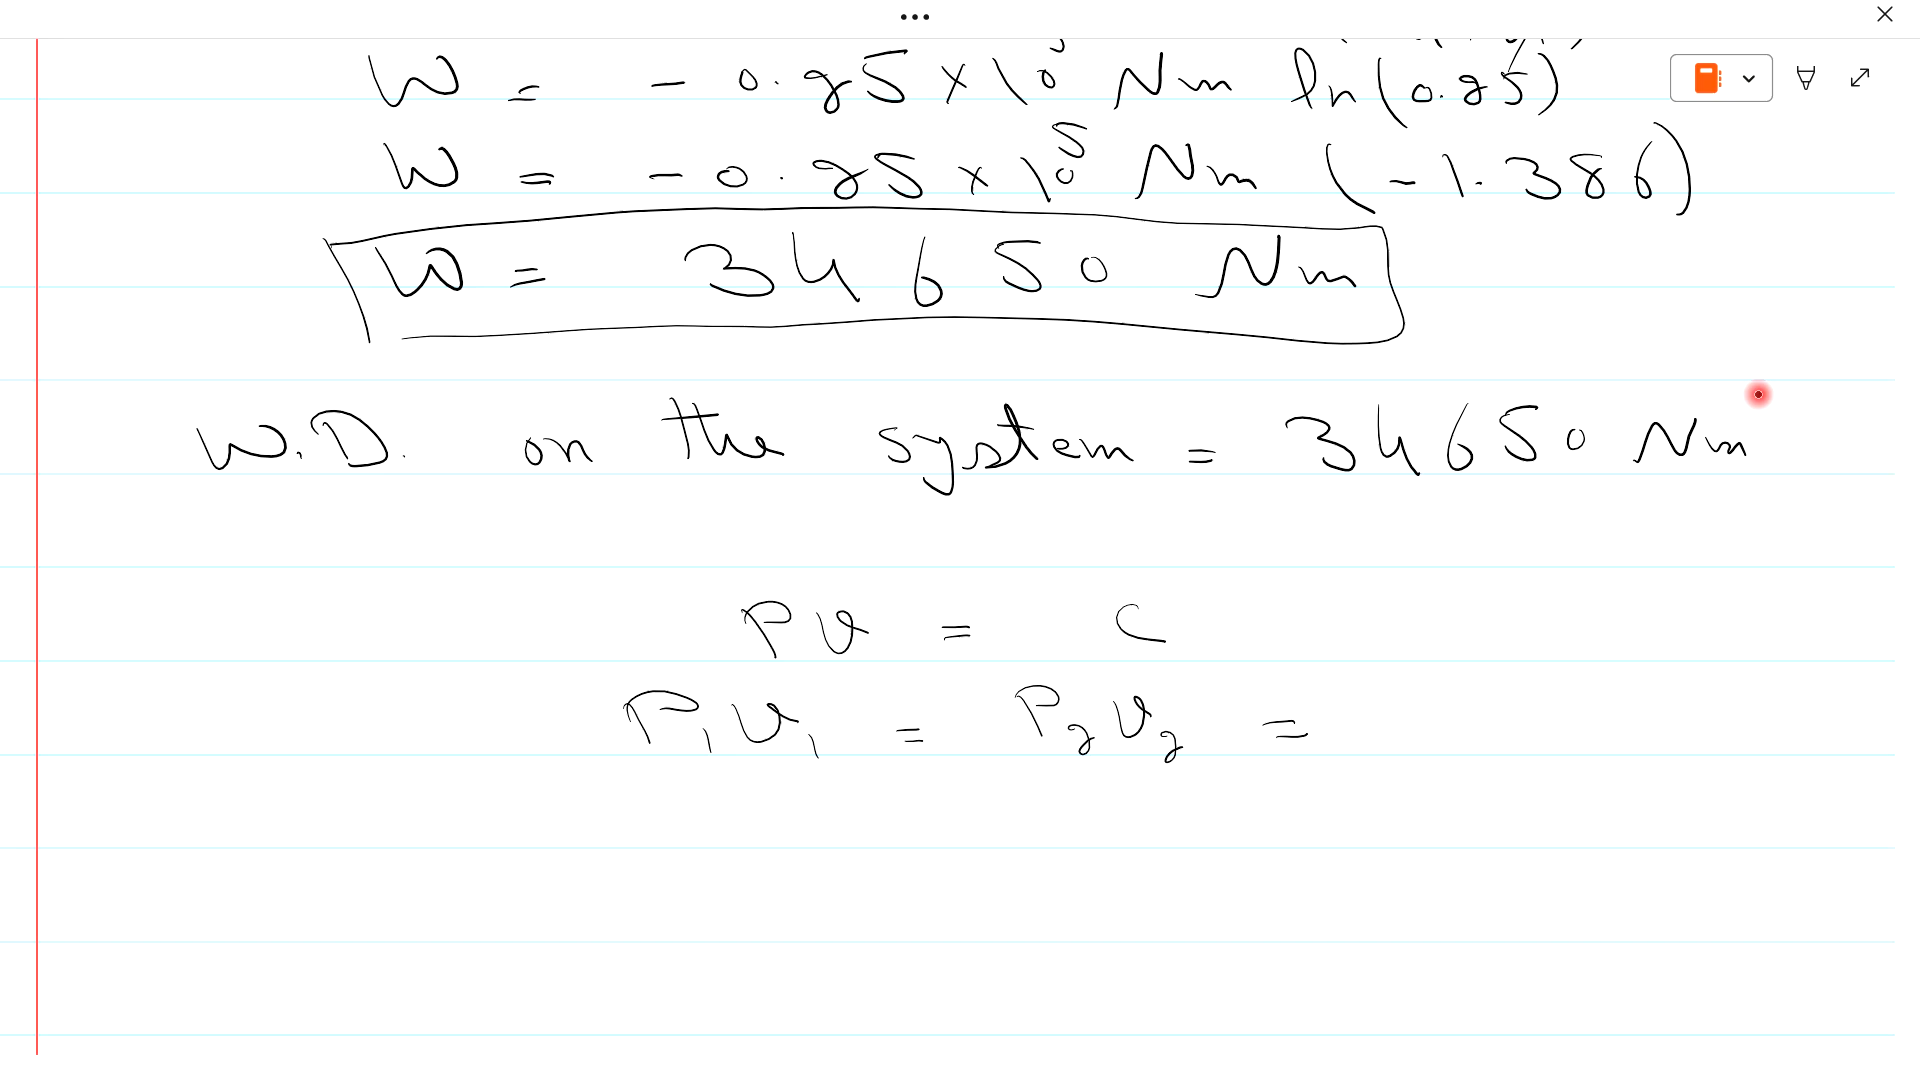 W = - 0.25 × 10⁵ Nm ln(0.25)
W = - 0.25 × 10⁵ Nm (-1.386)
W = 34650 Nm
W.D. on the system = 34650 Nm
Pv = C
P₁v₁ = P₂v₂ =